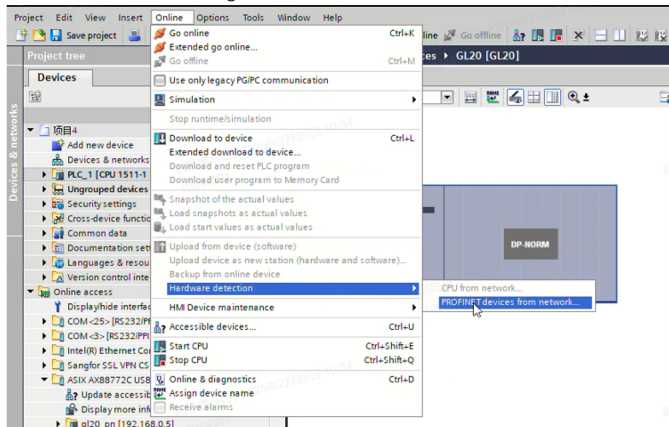 Project Edit View Insert Online Options Tools Window Help
Save project
Go offline
Project tree
GL20 [GL20]
Devices
Devices & networks
项目4
Add new device
Devices & networks
PLC_1 [CPU 1511-1
Ungrouped devices
Security settings
Cross-device functio
Common data
Documentation sett
Languages & resou
Version control inte
Online access
Display/hide interfac
COM<25> [RS232/PP
COM<3> [RS232/PPI
Intel(R) Ethernet Co
Sangfor SSL VPN CS
ASIX AX88772C USB
Update accessib
Display more inf
gl20_pn [192.168.0.5]
Go online Ctrl+K
Extended go online...
Go offline Ctrl+M
Use only legacy PG/PC communication
Simulation
Stop runtime/simulation
Download to device Ctrl+L
Extended download to device...
Download and reset PLC program
Download user program to Memory Card
Snapshot of the actual values
Load snapshots as actual values
Load start values as actual values
Upload from device (software)
Upload device as new station (hardware and software)...
Backup from online device
Hardware detection
HMI Device maintenance
Accessible devices... Ctrl+U
Start CPU Ctrl+Shift+E
Stop CPU Ctrl+Shift+Q
Online & diagnostics Ctrl+D
Assign device name
Receive alarms
CPU from network...
PROFINET devices from network...
DP-NORM